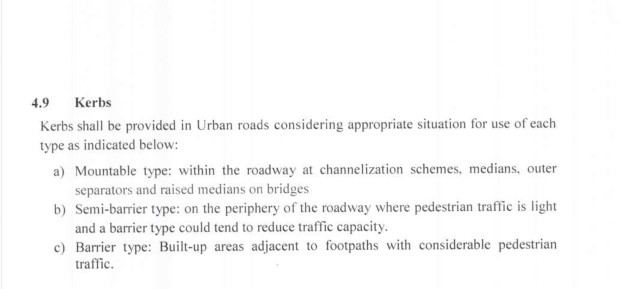 4.9 Kerbs
Kerbs shall be provided in Urban roads considering appropriate situation for use of each
type as indicated below:
a) Mountable type: within the roadway at channelization schemes, medians, outer
separators and raised medians on bridges
b) Semi-barrier type: on the periphery of the roadway where pedestrian traffic is light
and a barrier type could tend to reduce traffic capacity.
c) Barrier type: Built-up areas adjacent to footpaths with considerable pedestrian
traffic.